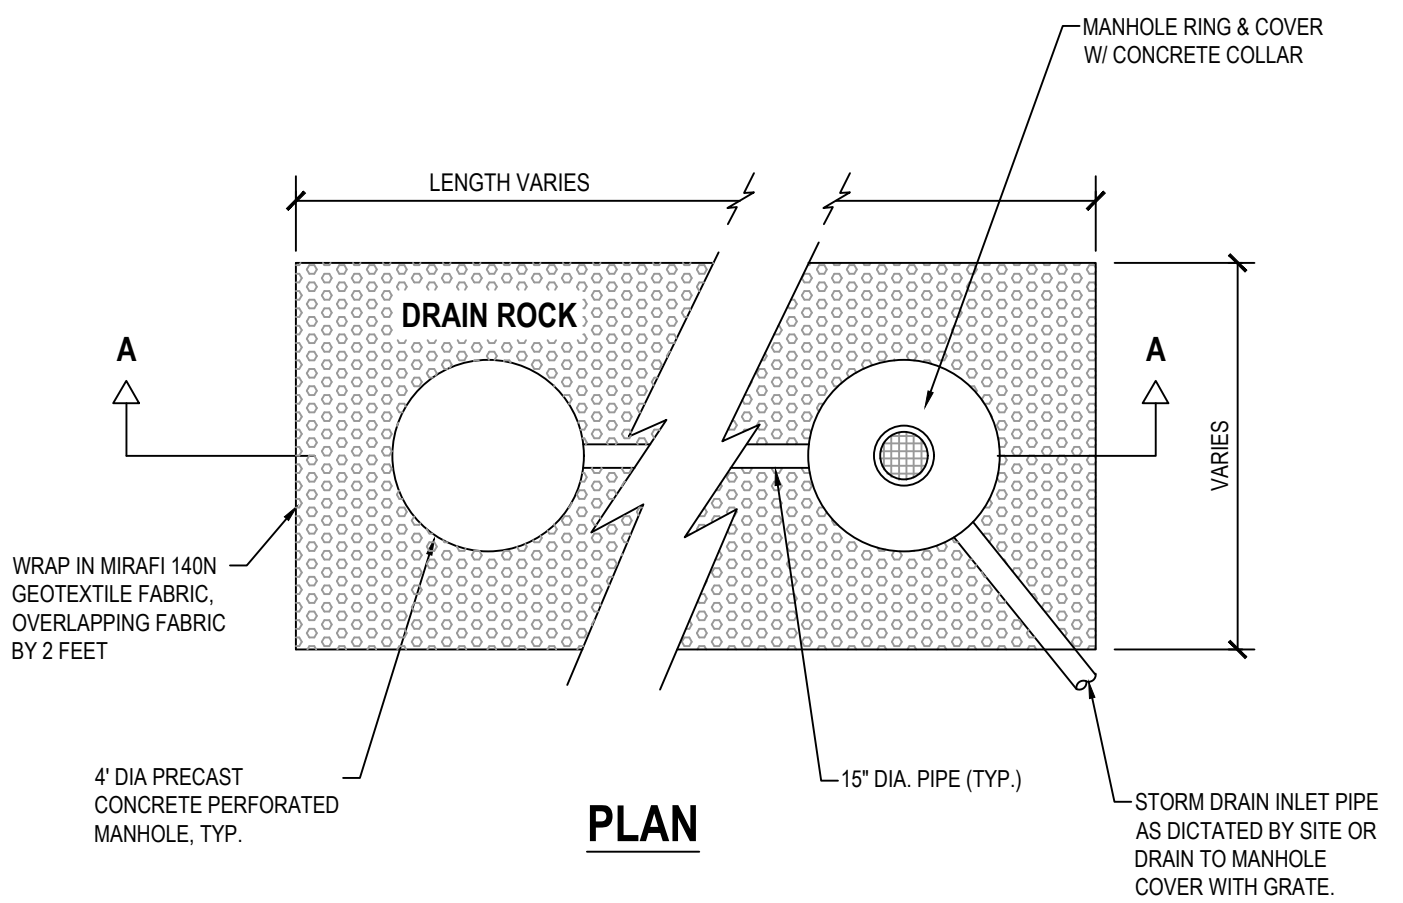 MANHOLE RING & COVER
W/ CONCRETE COLLAR
LENGTH VARIES
DRAIN ROCK
A
A
VARIES
WRAP IN MIRAFI 140N
GEOTEXTILE FABRIC,
OVERLAPPING FABRIC
BY 2 FEET
4' DIA PRECAST
CONCRETE PERFORATED
MANHOLE, TYP.
15" DIA. PIPE (TYP.)
STORM DRAIN INLET PIPE
AS DICTATED BY SITE OR
DRAIN TO MANHOLE
COVER WITH GRATE.
PLAN